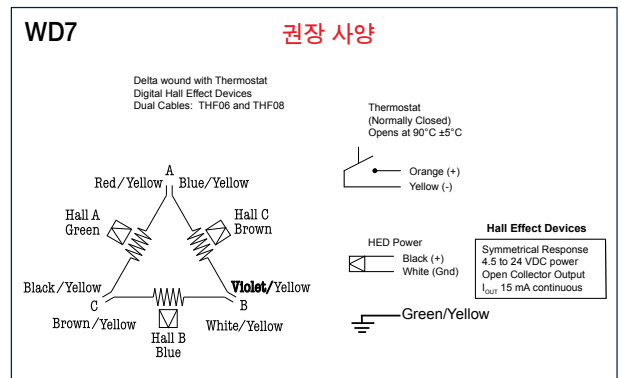 WD7
권장 사양
Delta wound with Thermostat
Digital Hall Effect Devices
Dual Cables: THF06 and THF08
Thermostat
(Normally Closed)
Opens at 90°C ±5°C
Orange (+)
Yellow (-)
A
Red/Yellow
Blue/Yellow
Hall A
Green
Hall C
Brown
Black/Yellow
C
Brown/Yellow
Violet/Yellow
B
White/Yellow
Hall B
Blue
HED Power
Black (+)
White (Gnd)
Green/Yellow
Hall Effect Devices
Symmetrical Response
4.5 to 24 VDC power
Open Collector Output
IOUT 15 mA continuous